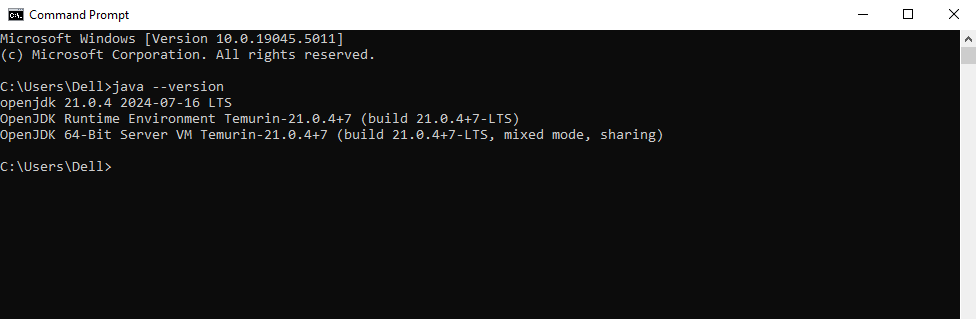 Command Prompt
Microsoft Windows [Version 10.0.19045.5011]
(c) Microsoft Corporation. All rights reserved.
C:\Users\Dell>java --version
openjdk 21.0.4 2024-07-16 LTS
OpenJDK Runtime Environment Temurin-21.0.4+7 (build 21.0.4+7-LTS)
OpenJDK 64-Bit Server VM Temurin-21.0.4+7 (build 21.0.4+7-LTS, mixed mode, sharing)
C:\Users\Dell>